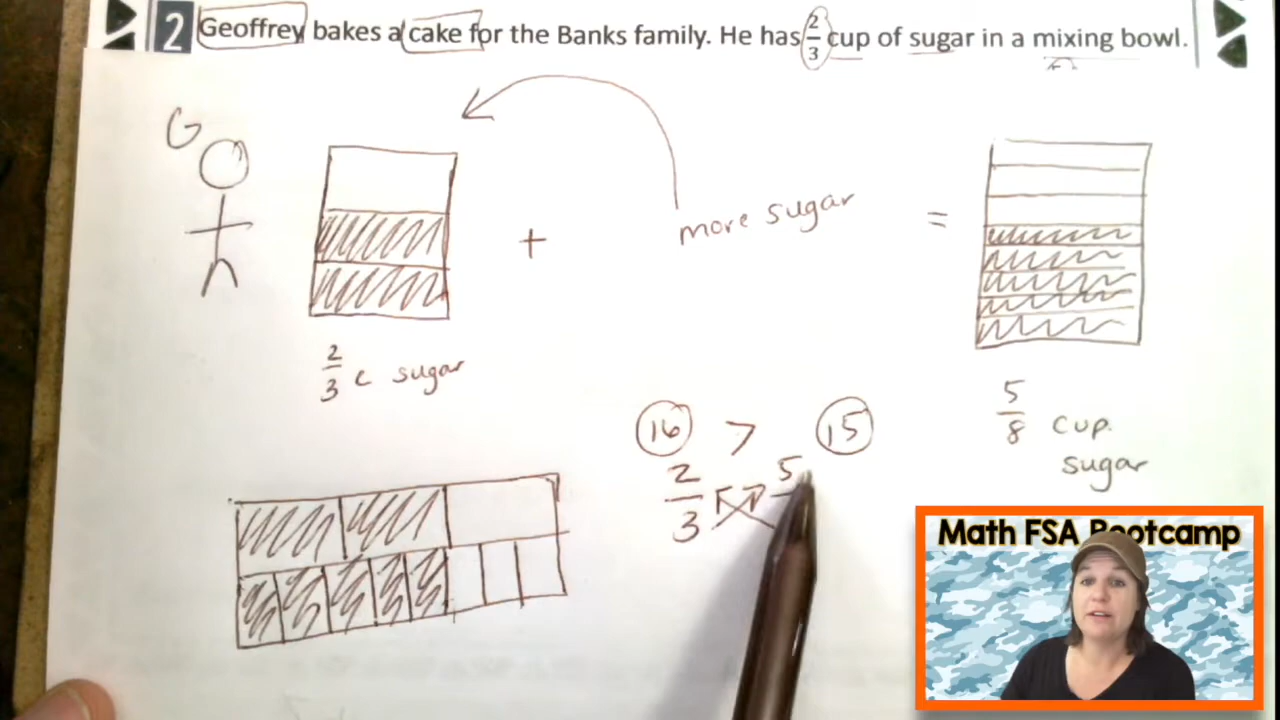 2 Geoffrey bakes a cake for the Banks family. He has 2/3 cup of sugar in a mixing bowl.
G
+
more sugar
=
2/3 c sugar
5/8 cup
sugar
16 > 15
2/3 5
Math FSA Bootcamp